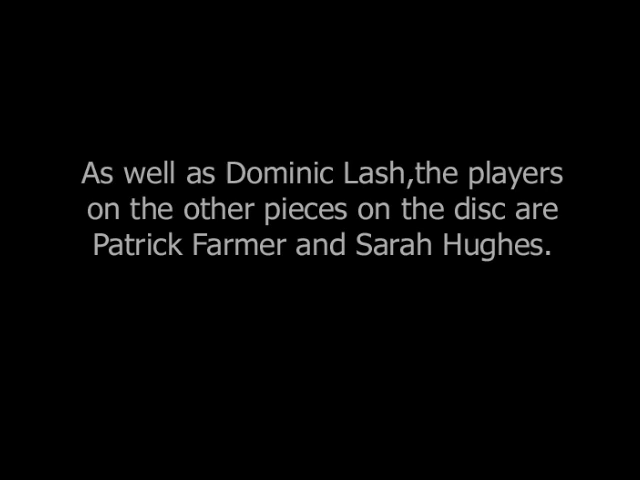 As well as Dominic Lash,the players
on the other pieces on the disc are
Patrick Farmer and Sarah Hughes.